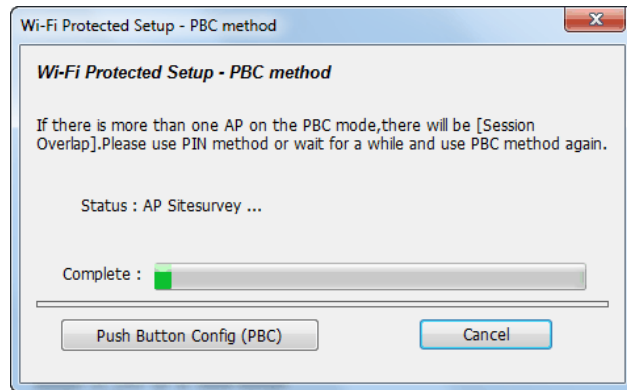 Wi-Fi Protected Setup - PBC method
Wi-Fi Protected Setup - PBC method
If there is more than one AP on the PBC mode,there will be [Session
Overlap].Please use PIN method or wait for a while and use PBC method again.
Status : AP Sitesurvey ...
Complete :
Push Button Config (PBC)
Cancel